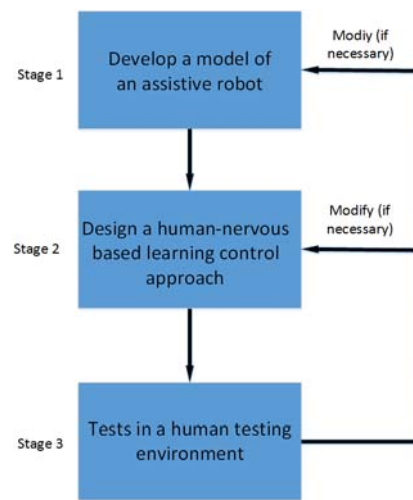 Develop a model of
an assistive robot
Modiy (if
necessary)
Stage 1
Design a human-nervous
based learning control
approach
Modify (if
necessary)
Stage 2
Tests in a human testing
environment
Stage 3